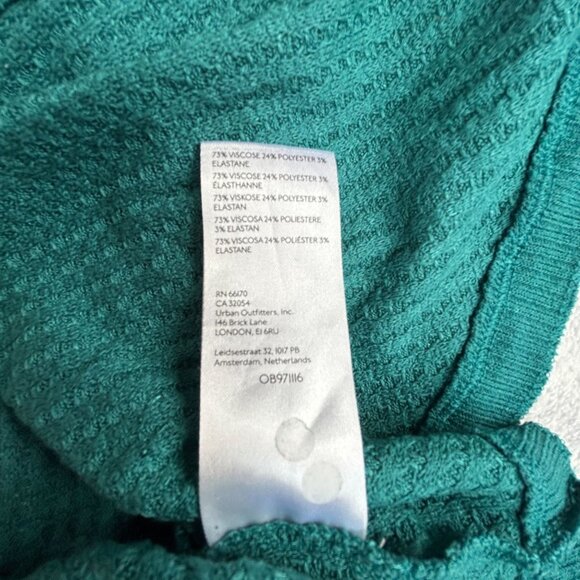 73% VISCOSE 24% POLYESTER 3%
ELASTANE
73% VISCOSE 24% POLYESTER 3%
ELASTHANNE
73% VISKOSE 24% POLYESTER 3%
ELASTAN
73% VISCOSA 24% POLIESTERE
3% ELASTAN
73% VISCOSA 24% POLIÉSTER 3%
ELASTANO
RN 66170
CA 32054
Urban Outfitters, Inc.
146 Brick Lane
LONDON, E1 6RU
Leidsestraat 32, 1017 PB
Amsterdam, Netherlands
OB971116